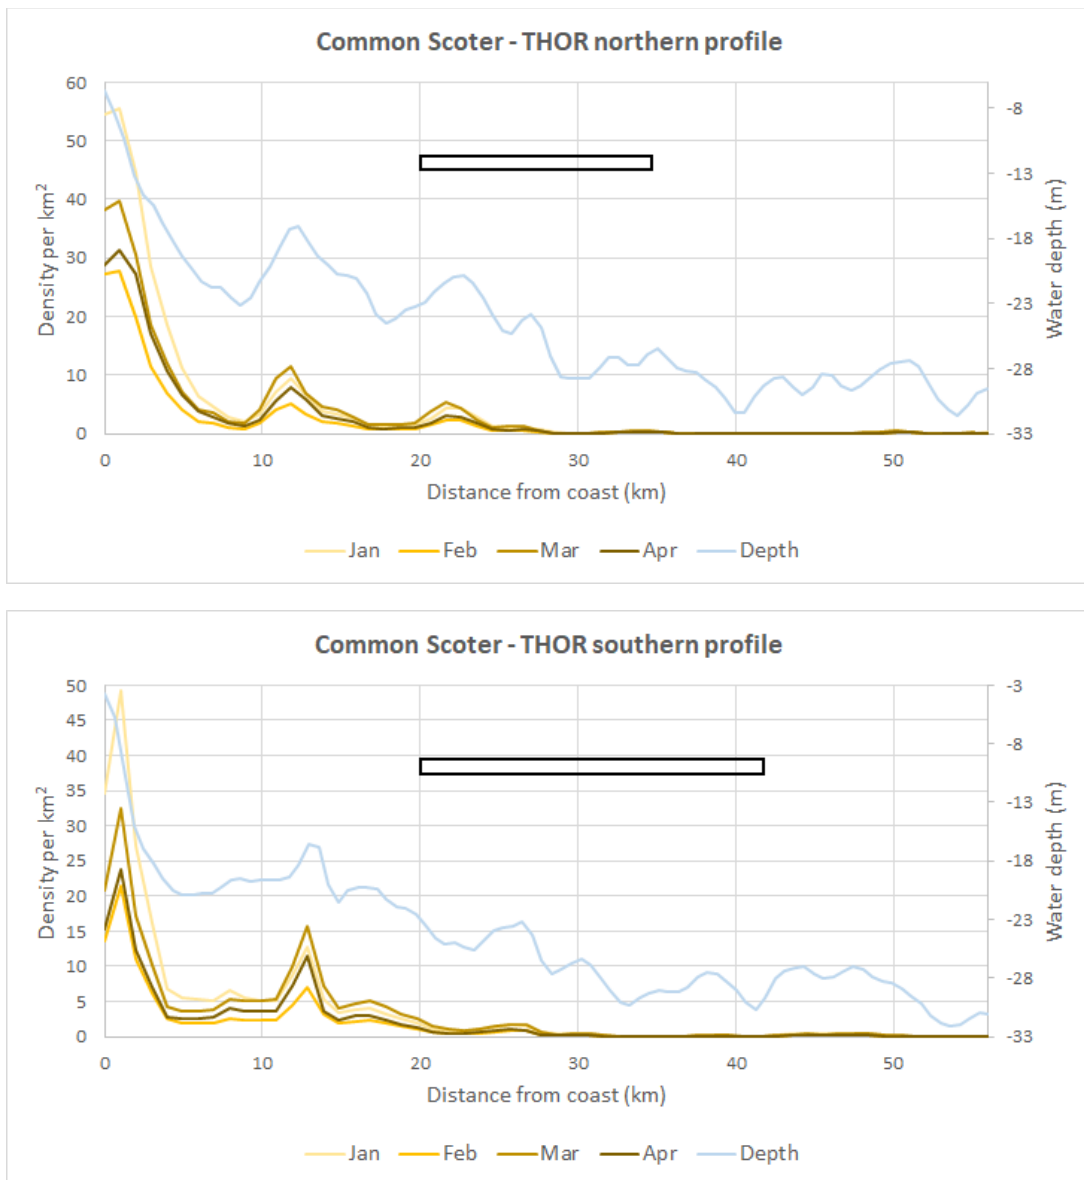 Common Scoter - THOR northern profile
60
50
40
30
20
10
0
Density per km²
-8
-13
-18
-23
-28
-33
Water depth (m)
0 10 20 30 40 50
Distance from coast (km)
Jan Feb Mar Apr Depth
Common Scoter - THOR southern profile
50
45
40
35
30
25
20
15
10
5
0
Density per km²
-3
-8
-13
-18
-23
-28
-33
Water depth (m)
0 10 20 30 40 50
Distance from coast (km)
Jan Feb Mar Apr Depth